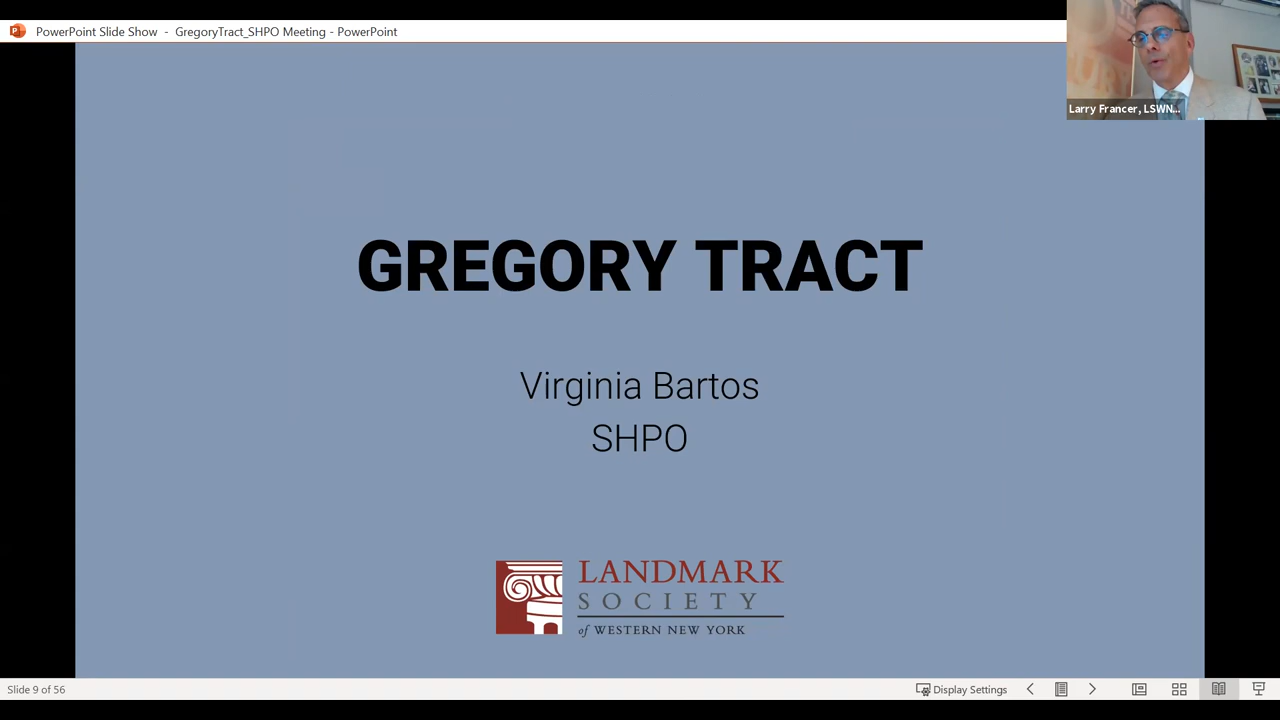 PowerPoint Slide Show - GregoryTract_SHPO Meeting - PowerPoint
Larry Francer, LSWN...
GREGORY TRACT
Virginia Bartos
SHPO
LANDMARK
SOCIETY
of WESTERN NEW YORK
Slide 9 of 56
Display Settings